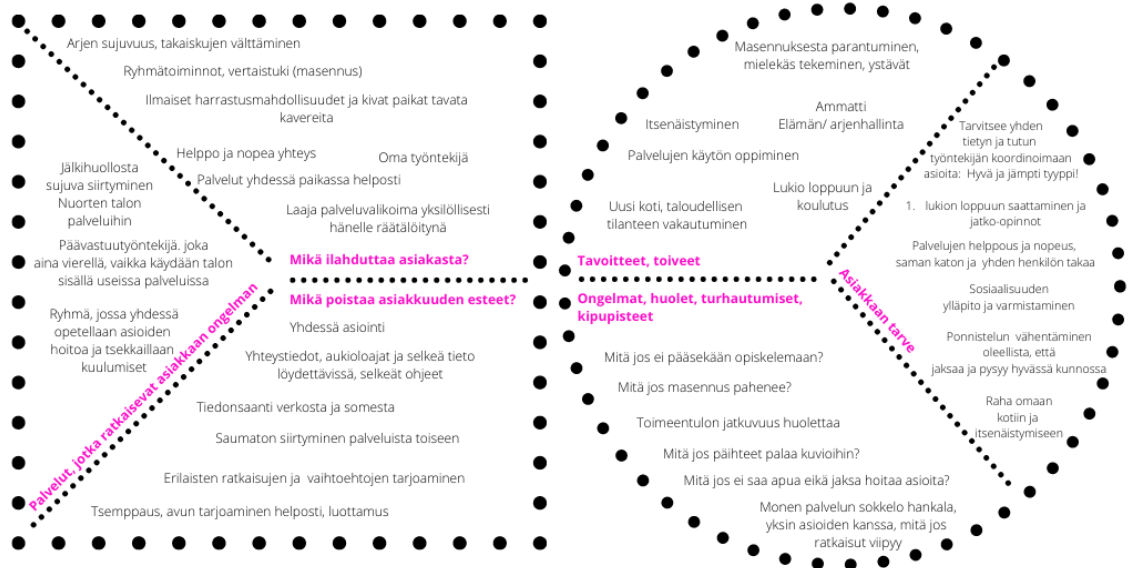 Arjen sujuvuus, takaiskujen välttäminen
Ryhmätoiminnot, vertaistuki (masennus)
Ilmaiset harrastusmahdollisuudet ja kivat paikat tavata
kavereita
Helppo ja nopea yhteys
Oma työntekijä
Palvelut yhdessä paikassa helposti
Laaja palveluvalikoima yksilöllisesti
hänelle räätälöitynä
Mikä ilahduttaa asiakasta?
Jälkihuollosta
sujuva siirtyminen
Nuorten talon
palveluihin
Päävastuutyöntekijä. joka
aina vierellä, vaikka käydään talon
sisällä useissa palveluissa
Ryhmä, jossa yhdessä
opetellaan asioiden
hoitoa ja tsekkaillaan
kuulumiset
Palvelut, jotka ratkaisevat asiakkaan ongelman
Mikä poistaa asiakkuuden esteet?
Yhdessä asiointi
Yhteystiedot, aukioloajat ja selkeä tieto
löydettävissä, selkeät ohjeet
Tiedonsaanti verkosta ja somesta
Saumaton siirtyminen palveluista toiseen
Erilaisten ratkaisujen ja vaihtoehtojen tarjoaminen
Tsemppaus, avun tarjoaminen helposti, luottamus
Masennuksesta parantuminen,
mielekäs tekeminen, ystävät
Ammatti
Itsenäistyminen
Elämän/ arjenhallinta
Palvelujen käytön oppiminen
Lukio loppuun ja
koulutus
Uusi koti, taloudellisen
tilanteen vakautuminen
Tavoitteet, toiveet
Ongelmat, huolet, turhautumiset,
kipupisteet
Mitä jos ei pääsekään opiskelemaan?
Mitä jos masennus pahenee?
Toimeentulon jatkuvuus huolettaa
Mitä jos päihteet palaa kuvioihin?
Mitä jos ei saa apua eikä jaksa hoitaa asioita?
Monen palvelun sokkelo hankala,
yksin asioiden kanssa, mitä jos
ratkaisut viipyy
Asiakkaan tarve
Tarvitsee yhden
tietyn ja tutun
työntekijän koordinoimaan
asioita: Hyvä ja jämpti tyyppi!
1. lukion loppuun saattaminen ja
jatko-opinnot
Palvelujen helppous ja nopeus,
saman katon ja yhden henkilön takaa
Sosiaalisuuden
ylläpito ja varmistaminen
Ponnistelun vähentäminen
oleellista, että
jaksaa ja pysyy hyvässä kunnossa
Raha omaan
kotiin ja
itsenäistymiseen